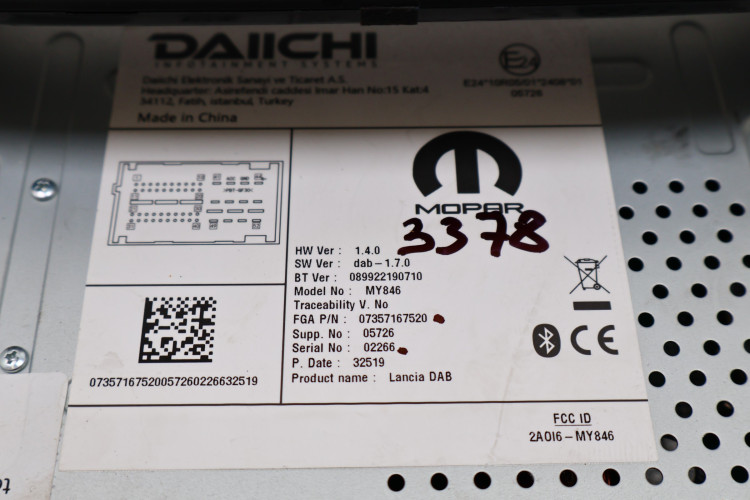 DAIICHI
INFOTAINMENT SYSTEMS
Daiichi Elektronik Sanayi ve Ticaret A.S.
Headquarter: Asirefendi caddesi Imar Han No:15 Kat:4
34112, Fatih, Istanbul, Turkey
Made in China
E24
E24*10R05/01*2408*01
05726
MOPAR
3378
HW Ver : 1.4.0
SW Ver : dab-1.7.0
BT Ver : 089922190710
Model No : MY846
Traceability V. No
FGA P/N : 07357167520
Supp. No : 05726
Serial No : 02266
P. Date : 32519
Product name : Lancia DAB
07357167520057260226632519
CE
FCC ID
2AOI6-MY846